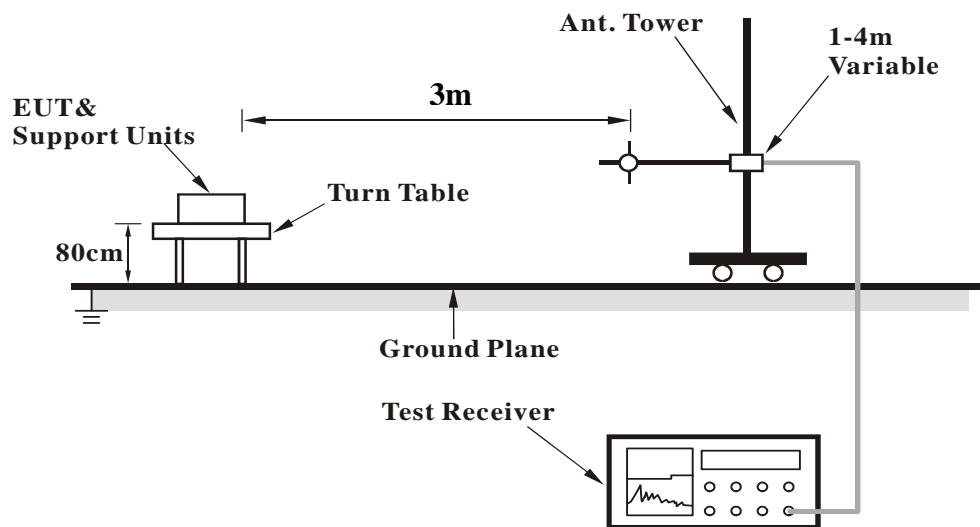 Ant. Tower
1-4m
Variable
3m
EUT&
Support Units
Turn Table
80cm
Ground Plane
Test Receiver